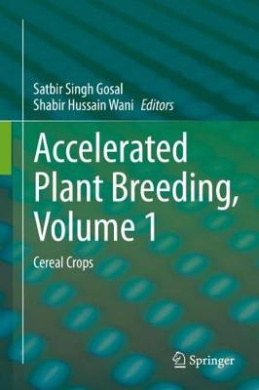 Satbir Singh Gosal
Shabir Hussain Wani Editors
Accelerated
Plant Breeding,
Volume 1
Cereal Crops
Springer